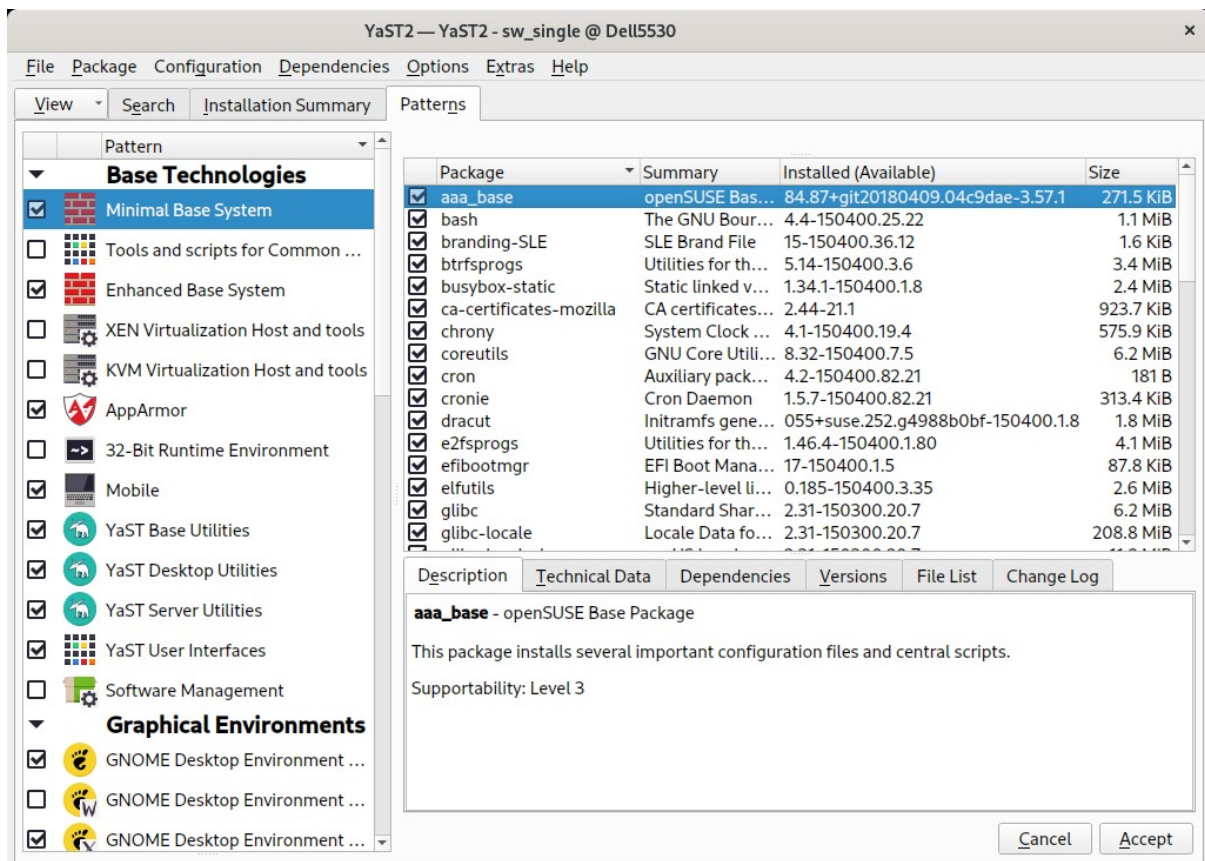 YaST2 — YaST2 - sw_single @ Dell5530
File Package Configuration Dependencies Options Extras Help
View Search Installation Summary Patterns
Pattern
Base Technologies
Minimal Base System
Tools and scripts for Common ...
Enhanced Base System
XEN Virtualization Host and tools
KVM Virtualization Host and tools
AppArmor
32-Bit Runtime Environment
Mobile
YaST Base Utilities
YaST Desktop Utilities
YaST Server Utilities
YaST User Interfaces
Software Management
Graphical Environments
GNOME Desktop Environment ...
GNOME Desktop Environment ...
GNOME Desktop Environment ...
Package Summary Installed (Available) Size
aaa_base openSUSE Bas... 84.87+git20180409.04c9dae-3.57.1 271.5 KiB
bash The GNU Bour... 4.4-150400.25.22 1.1 MiB
branding-SLE SLE Brand File 15-150400.36.12 1.6 KiB
btrfsprogs Utilities for th... 5.14-150400.3.6 3.4 MiB
busybox-static Static linked v... 1.34.1-150400.1.8 2.4 MiB
ca-certificates-mozilla CA certificates... 2.44-21.1 923.7 KiB
chrony System Clock ... 4.1-150400.19.4 575.9 KiB
coreutils GNU Core Utili... 8.32-150400.7.5 6.2 MiB
cron Auxiliary pack... 4.2-150400.82.21 181 B
cronie Cron Daemon 1.5.7-150400.82.21 313.4 KiB
dracut Initramfs gene... 055+suse.252.g4988b0bf-150400.1.8 1.8 MiB
e2fsprogs Utilities for th... 1.46.4-150400.1.80 4.1 MiB
efibootmgr EFI Boot Mana... 17-150400.1.5 87.8 KiB
elfutils Higher-level li... 0.185-150400.3.35 2.6 MiB
glibc Standard Shar... 2.31-150300.20.7 6.2 MiB
glibc-locale Locale Data fo... 2.31-150300.20.7 208.8 MiB
Description Technical Data Dependencies Versions File List Change Log
aaa_base - openSUSE Base Package
This package installs several important configuration files and central scripts.
Supportability: Level 3
Cancel Accept